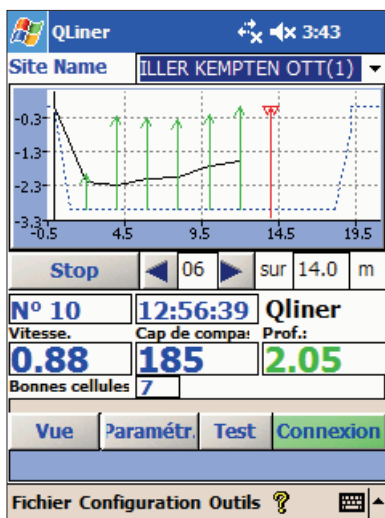 QLiner 3:43
Site Name ILLER KEMPTEN OTT(1)
-0.3
-1.3
-2.3
-3.3
-0.5 4.5 9.5 14.5 19.5
Stop 06 sur 14.0 m
Nº 10 12:56:39 Qliner
Vitesse. Cap de compa: Prof.:
0.88 185 2.05
Bonnes cellules 7
Vue Paramétr. Test Connexion
Fichier Configuration Outils ?